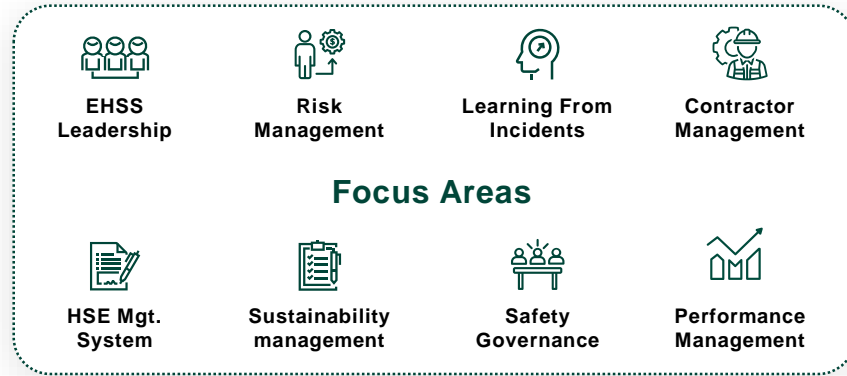 EHSS
Leadership
Risk
Management
Learning From
Incidents
Contractor
Management
Focus Areas
HSE Mgt.
System
Sustainability
management
Safety
Governance
Performance
Management